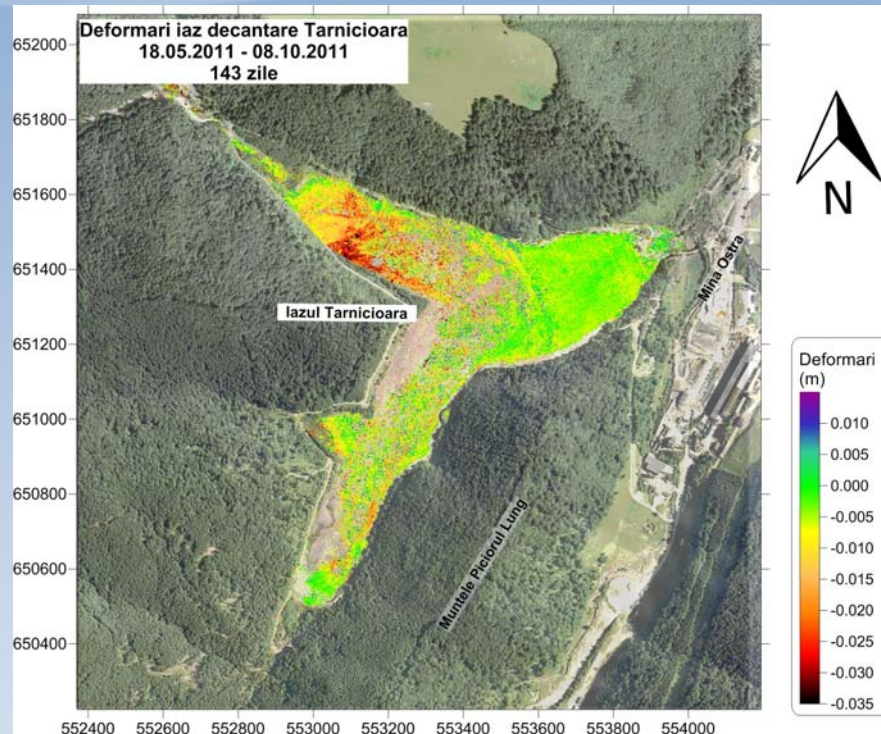 Deformari iaz decantare Tarnicioara
18.05.2011 - 08.10.2011
143 zile
652000
651800
651600
651400
651200
651000
650800
650600
650400
552400 552600 552800 553000 553200 553400 553600 553800 554000
Iazul Tarnicioara
Mina Ostra
Muntele Piciorul Lung
N
Deformari
(m)
0.010
0.005
0.000
-0.005
-0.010
-0.015
-0.020
-0.025
-0.030
-0.035